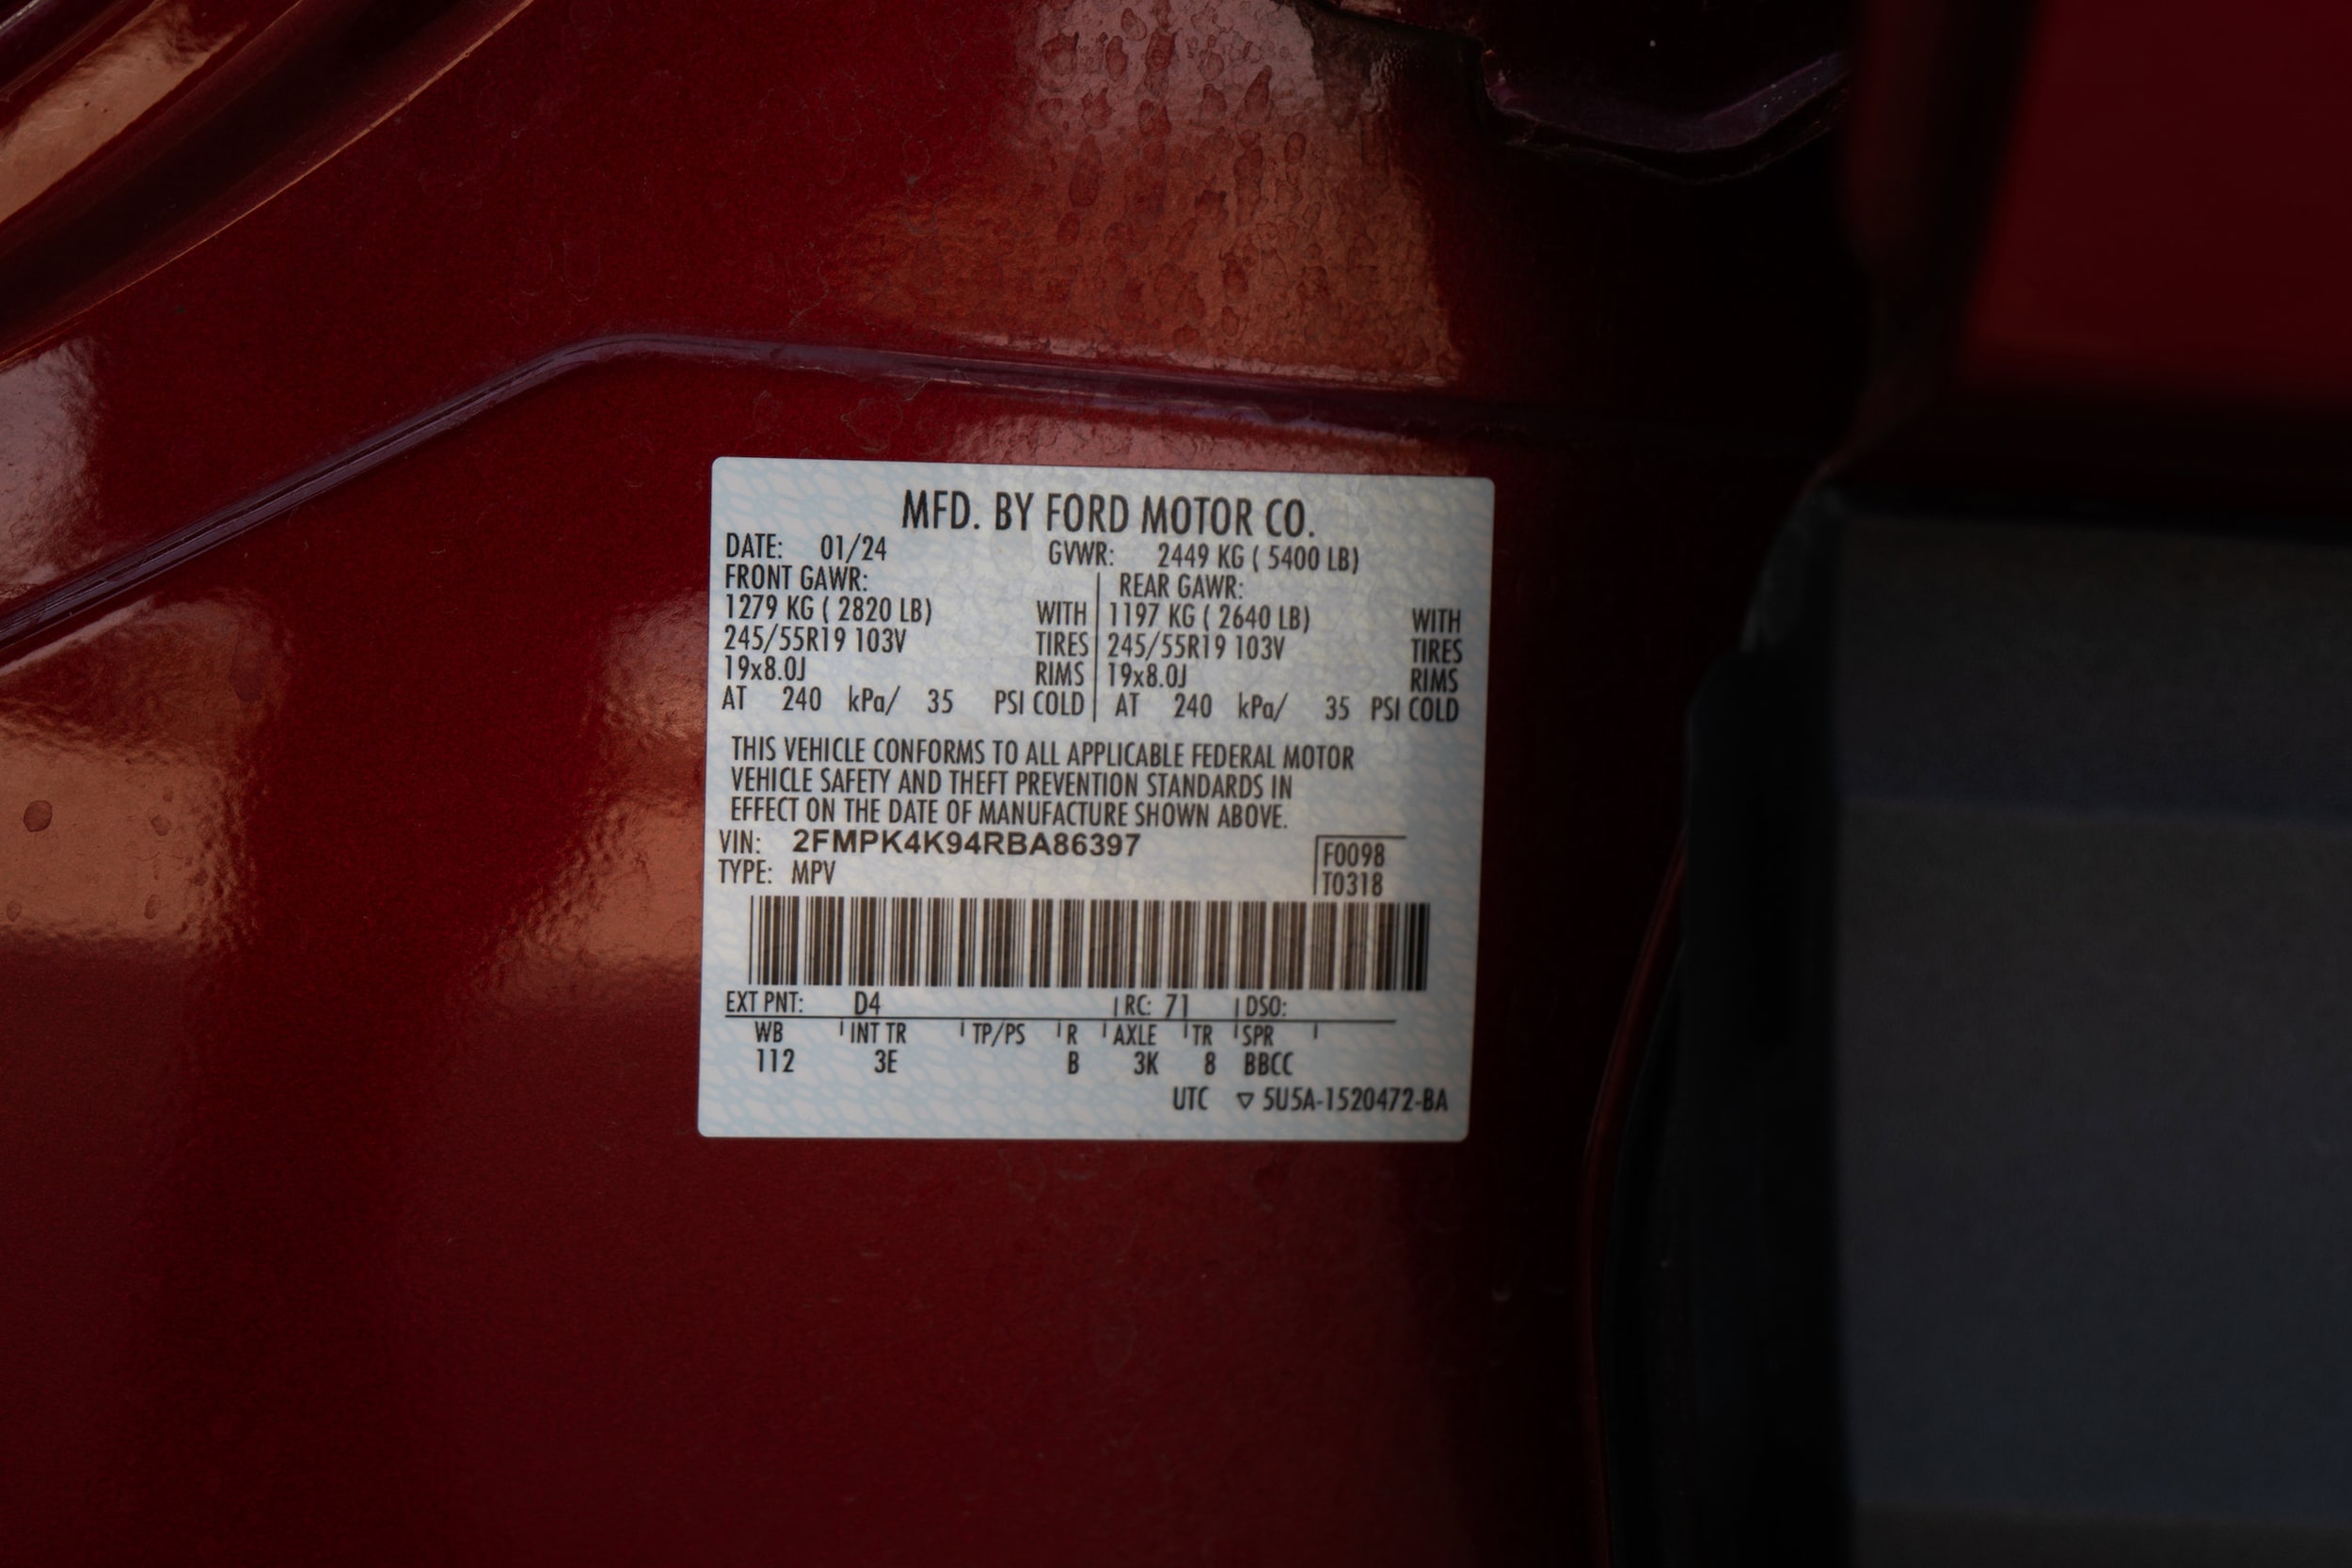 MFD. BY FORD MOTOR CO.
DATE: 01/24 GVWR: 2449 KG ( 5400 LB)
FRONT GAWR: REAR GAWR:
1279 KG ( 2820 LB) WITH 1197 KG ( 2640 LB) WITH
245/55R19 103V TIRES 245/55R19 103V TIRES
19x8.0J RIMS 19x8.0J RIMS
AT 240 kPa/ 35 PSI COLD AT 240 kPa/ 35 PSI COLD
THIS VEHICLE CONFORMS TO ALL APPLICABLE FEDERAL MOTOR
VEHICLE SAFETY AND THEFT PREVENTION STANDARDS IN
EFFECT ON THE DATE OF MANUFACTURE SHOWN ABOVE.
VIN: 2FMPK4K94RBA86397
F0098
TYPE: MPV T0318
EXT PNT: D4 RC: 71 DSO:
WB INT TR TP/PS R AXLE TR SPR
112 3E B 3K 8 BBCC
UTC ▽ 5U5A-1520472-BA